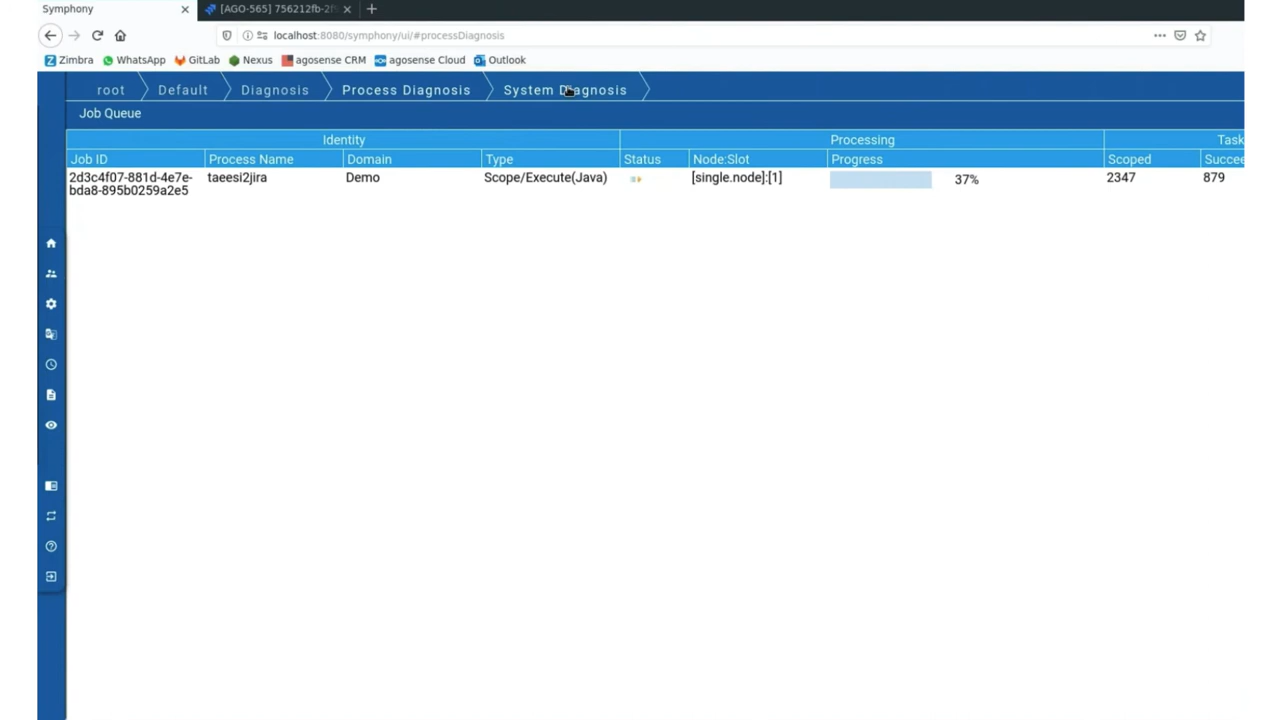 Symphony
[AGO-565] 756212fb-2f
localhost:8080/symphony/ui/#processDiagnosis
Zimbra WhatsApp GitLab Nexus agosense CRM agosense Cloud Outlook
root Default Diagnosis Process Diagnosis System Diagnosis
Job Queue
Identity Processing Task
Job ID Process Name Domain Type Status Node:Slot Progress Scoped Succee
2d3c4f07-881d-4e7e- taeesi2jira Demo Scope/Execute(Java) [single.node]:[1] 37% 2347 879
bda8-895b0259a2e5